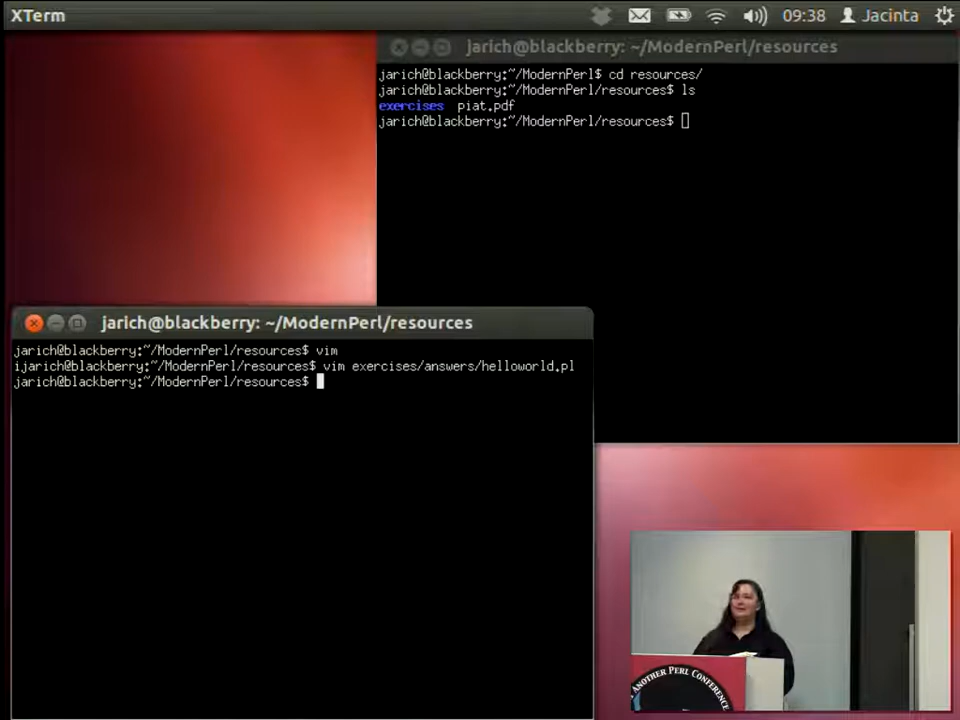 XTerm
09:38
Jacinta
jarich@blackberry: ~/ModernPerl/resources
jarich@blackberry:~/ModernPerl$ cd resources/
jarich@blackberry:~/ModernPerl/resources$ ls
exercises piat.pdf
jarich@blackberry:~/ModernPerl/resources$
jarich@blackberry: ~/ModernPerl/resources
jarich@blackberry:~/ModernPerl/resources$ vim
ijarich@blackberry:~/ModernPerl/resources$ vim exercises/answers/helloworld.pl
jarich@blackberry:~/ModernPerl/resources$
ANOTHER PERL CONFERENCE